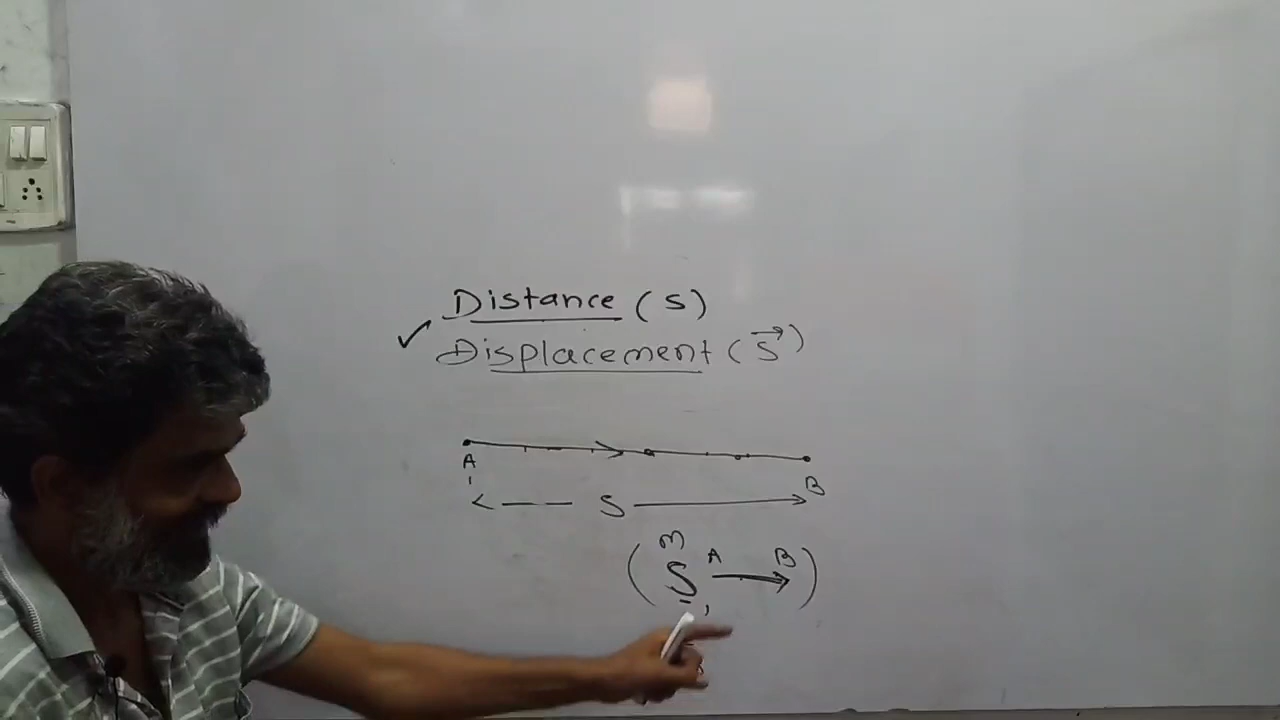 Distance (s)
Displacement (s→)
A B
S
m
(S, A → B)